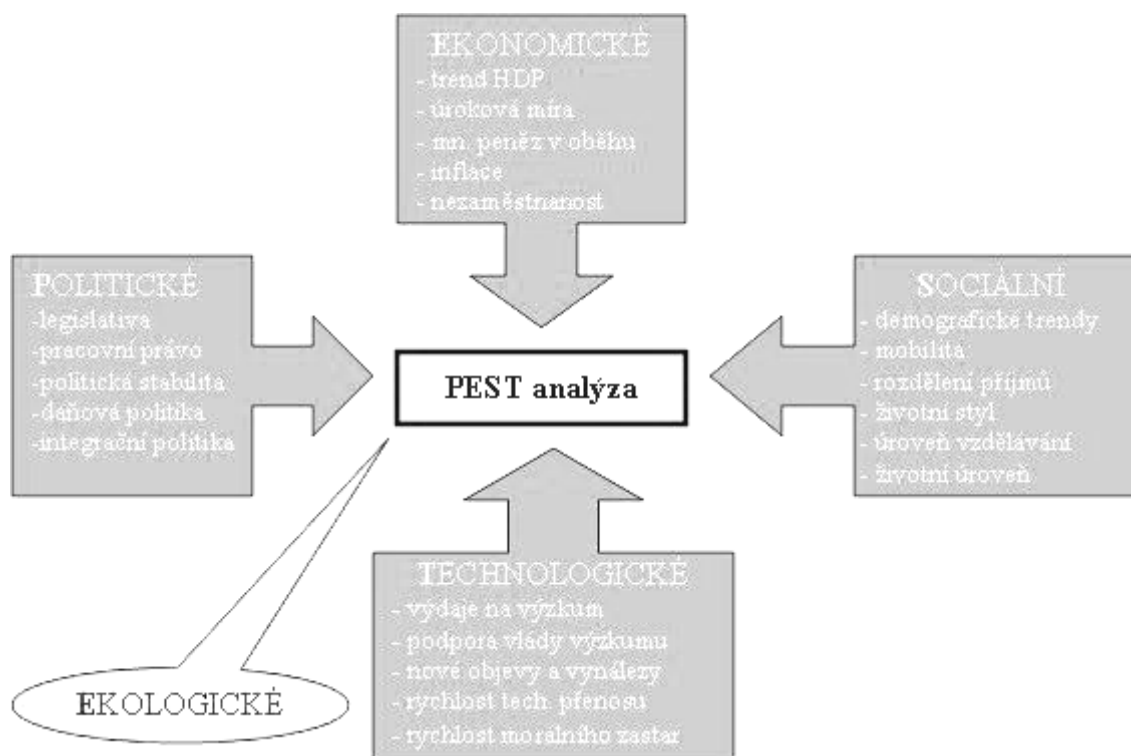 EKONOMICKÉ
- trend HDP
- úroková míra
- mn. peněz v oběhu
- inflace
- nezaměstnanost
POLITICKÉ
-legislativa
-pracovní právo
-politická stabilita
-daňová politika
-integrační politika
SOCIÁLNÍ
- demografické trendy
- mobilita
- rozdělení příjmů
- životní styl
- úroveň vzdělávání
- životní úroveň
PEST analýza
TECHNOLOGICKÉ
- výdaje na výzkum
- podpora vlády výzkumu
- nové objevy a vynálezy
- rychlost tech. přenosu
- rychlost morálního zastar
EKOLOGICKÉ